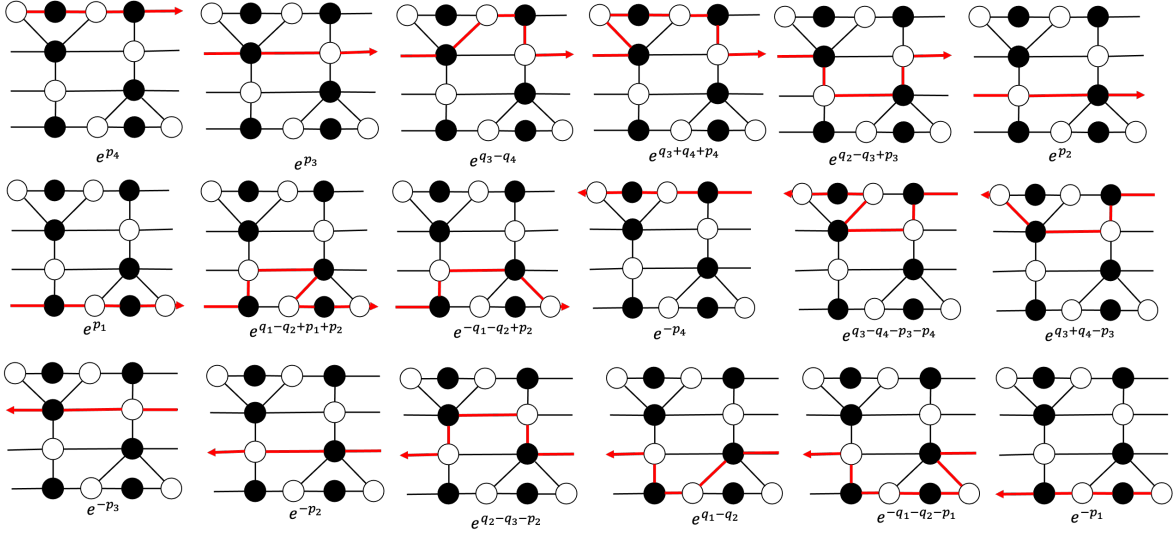 e^{p_4}
e^{p_3}
e^{q_3-q_4}
e^{q_3+q_4+p_4}
e^{q_2-q_3+p_3}
e^{p_2}
e^{p_1}
e^{q_1-q_2+p_1+p_2}
e^{-q_1-q_2+p_2}
e^{-p_4}
e^{q_3-q_4-p_3-p_4}
e^{q_3+q_4-p_3}
e^{-p_3}
e^{-p_2}
e^{q_2-q_3-p_2}
e^{q_1-q_2}
e^{-q_1-q_2-p_1}
e^{-p_1}